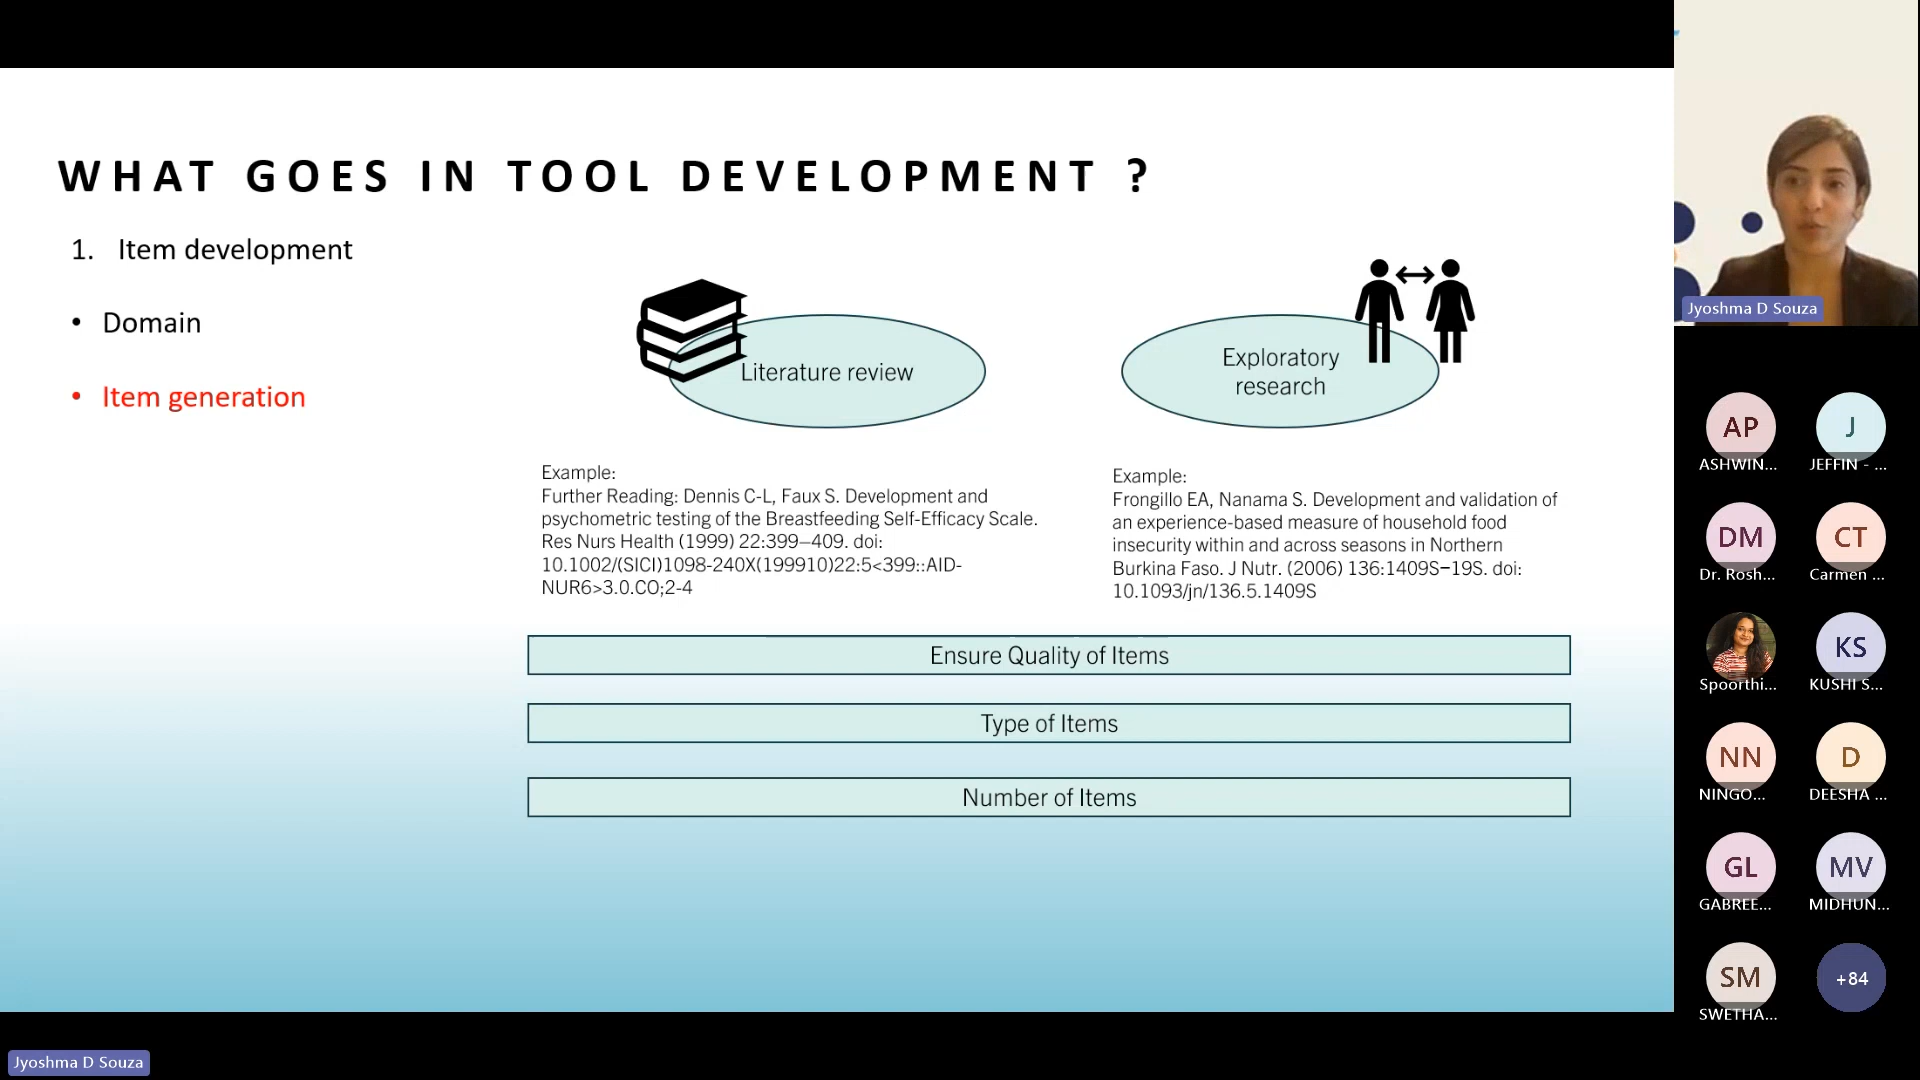 WHAT GOES IN TOOL DEVELOPMENT ?
1. Item development
• Domain
• Item generation
Literature review
Exploratory
research
Example:
Further Reading: Dennis C-L, Faux S. Development and
psychometric testing of the Breastfeeding Self-Efficacy Scale.
Res Nurs Health (1999) 22:399–409. doi:
10.1002/(SICI)1098-240X(199910)22:5<399::AID-
NUR6>3.0.CO;2-4
Example:
Frongillo EA, Nanama S. Development and validation of
an experience-based measure of household food
insecurity within and across seasons in Northern
Burkina Faso. J Nutr. (2006) 136:1409S–19S. doi:
10.1093/jn/136.5.1409S
Ensure Quality of Items
Type of Items
Number of Items
Jyoshma D Souza
AP
ASHWIN...
J
JEFFIN - ...
DM
Dr. Rosh...
CT
Carmen ...
Spoorthi...
KS
KUSHI S...
NN
NINGO...
D
DEESHA ...
GL
GABREE...
MV
MIDHUN...
SM
SWETHA...
+84
Jyoshma D Souza